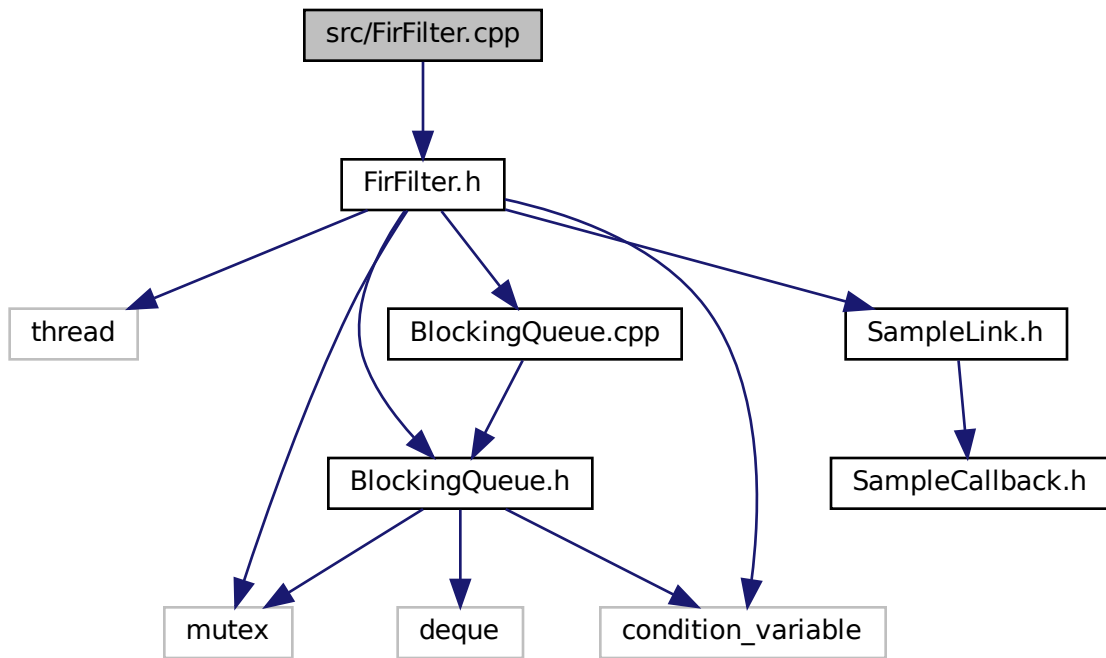 src/FirFilter.cpp
FirFilter.h
thread
BlockingQueue.cpp
SampleLink.h
BlockingQueue.h
SampleCallback.h
mutex
deque
condition_variable